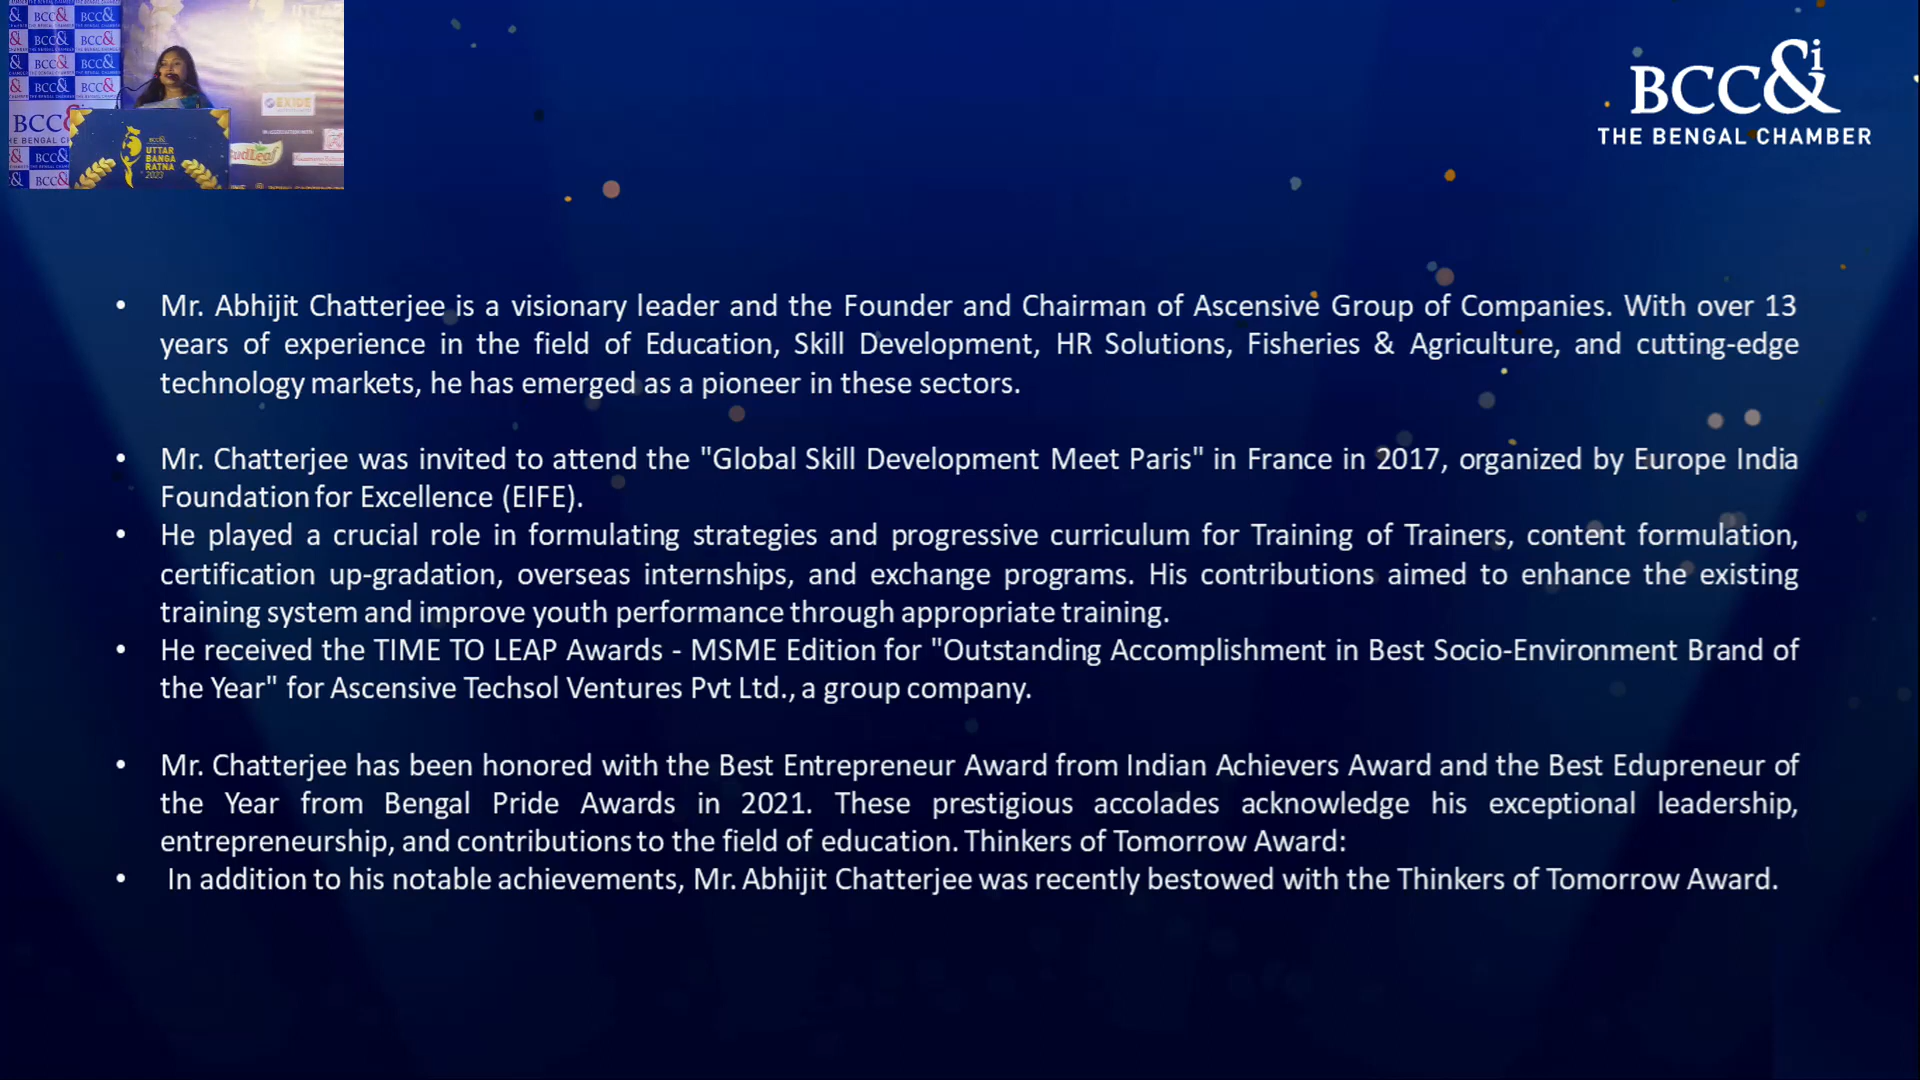 BCC&i
THE BENGAL CHAMBER
BCC&i
UTTAR
BANGA
RATNA
2023
EXIDE
• Mr. Abhijit Chatterjee is a visionary leader and the Founder and Chairman of Ascensive Group of Companies. With over 13
years of experience in the field of Education, Skill Development, HR Solutions, Fisheries & Agriculture, and cutting-edge
technology markets, he has emerged as a pioneer in these sectors.
• Mr. Chatterjee was invited to attend the "Global Skill Development Meet Paris" in France in 2017, organized by Europe India
Foundation for Excellence (EIFE).
• He played a crucial role in formulating strategies and progressive curriculum for Training of Trainers, content formulation,
certification up-gradation, overseas internships, and exchange programs. His contributions aimed to enhance the existing
training system and improve youth performance through appropriate training.
• He received the TIME TO LEAP Awards - MSME Edition for "Outstanding Accomplishment in Best Socio-Environment Brand of
the Year" for Ascensive Techsol Ventures Pvt Ltd., a group company.
• Mr. Chatterjee has been honored with the Best Entrepreneur Award from Indian Achievers Award and the Best Edupreneur of
the Year from Bengal Pride Awards in 2021. These prestigious accolades acknowledge his exceptional leadership,
entrepreneurship, and contributions to the field of education. Thinkers of Tomorrow Award:
• In addition to his notable achievements, Mr. Abhijit Chatterjee was recently bestowed with the Thinkers of Tomorrow Award.